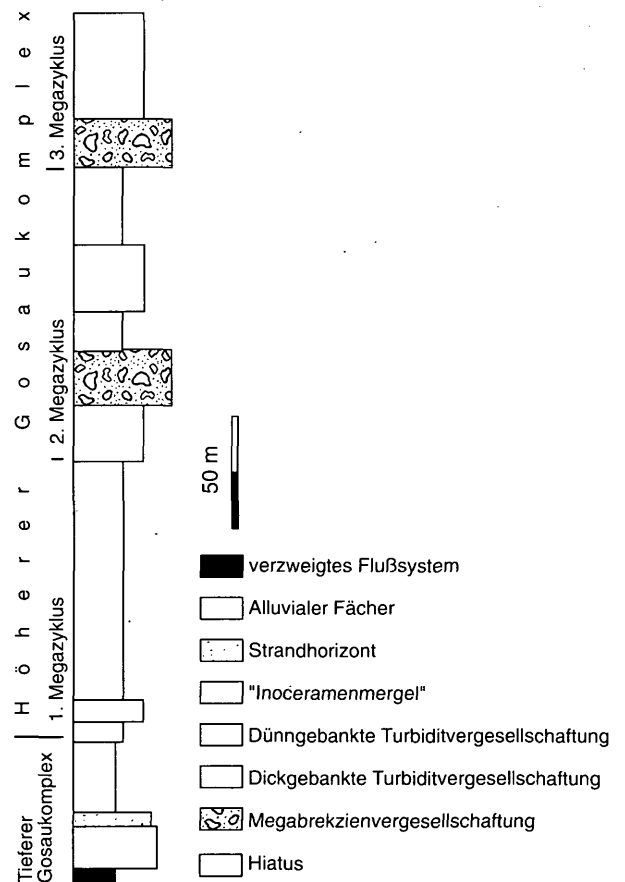 Höherer Gosaukomplex
3. Megazyklus
2. Megazyklus
1. Megazyklus
Tieferer
Gosaukomplex
50 m
verzweigtes Flußsystem
Alluvialer Fächer
Strandhorizont
"Inoceramenmergel"
Dünngebankte Turbiditvergesellschaftung
Dickgebankte Turbiditvergesellschaftung
Megabrekzienvergesellschaftung
Hiatus